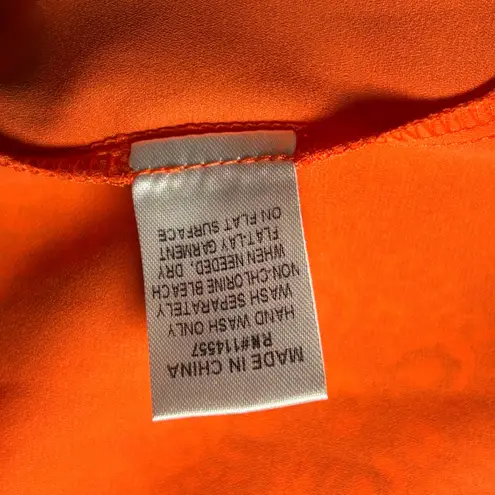 MADE IN CHINA
RN#114557
HAND WASH ONLY
WASH SEPARATELY
NON-CHLORINE BLEACH
WHEN NEEDED, DRY
FLAT-LAY GARMENT
ON FLAT SURFACE